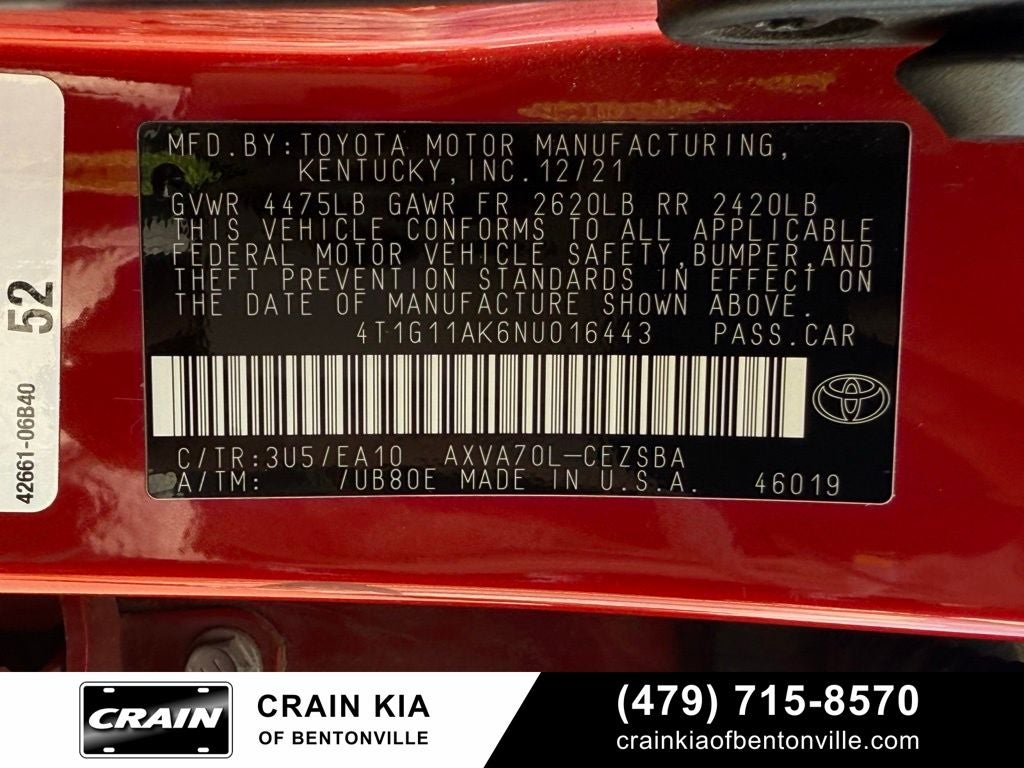 MFD.BY:TOYOTA MOTOR MANUFACTURING,
KENTUCKY,INC.12/21
GVWR 4475LB GAWR FR 2620LB RR 2420LB
THIS VEHICLE CONFORMS TO ALL APPLICABLE
FEDERAL MOTOR VEHICLE SAFETY,BUMPER,AND
THEFT PREVENTION STANDARDS IN EFFECT ON
THE DATE OF MANUFACTURE SHOWN ABOVE.
4T1G11AK6NU016443 PASS.CAR
C/TR:3U5/EA10 AXVA70L-CEZSBA
A/TM: /UB80E MADE IN U.S.A. 46019
52
42661-06B40
CRAIN
CRAIN KIA
OF BENTONVILLE
(479) 715-8570
crainkiaofbentonville.com